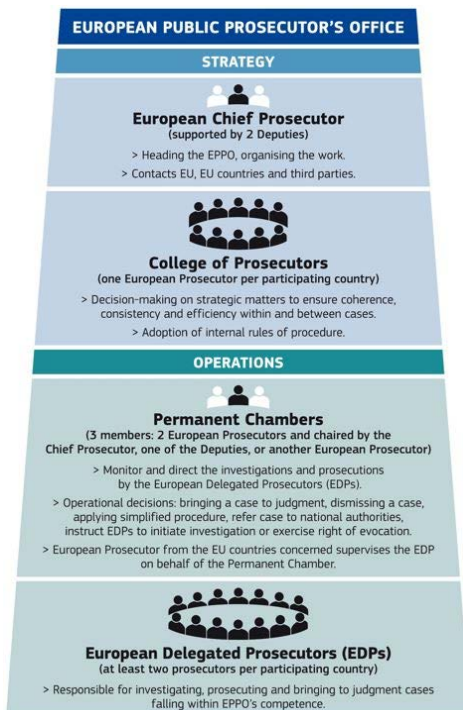 EUROPEAN PUBLIC PROSECUTOR'S OFFICE
STRATEGY
European Chief Prosecutor
(supported by 2 Deputies)
> Heading the EPPO, organising the work.
> Contacts EU, EU countries and third parties.
College of Prosecutors
(one European Prosecutor per participating country)
> Decision-making on strategic matters to ensure coherence,
consistency and efficiency within and between cases.
> Adoption of internal rules of procedure.
OPERATIONS
Permanent Chambers
(3 members: 2 European Prosecutors and chaired by the
Chief Prosecutor, one of the Deputies, or another European Prosecutor)
> Monitor and direct the investigations and prosecutions
by the European Delegated Prosecutors (EDPs).
> Operational decisions: bringing a case to judgment, dismissing a case,
applying simplified procedure, refer case to national authorities,
instruct EDPs to initiate investigation or exercise right of evocation.
> European Prosecutor from the EU countries concerned supervises the EDP
on behalf of the Permanent Chamber.
European Delegated Prosecutors (EDPs)
(at least two prosecutors per participating country)
> Responsible for investigating, prosecuting and bringing to judgment cases
falling within EPPO's competence.